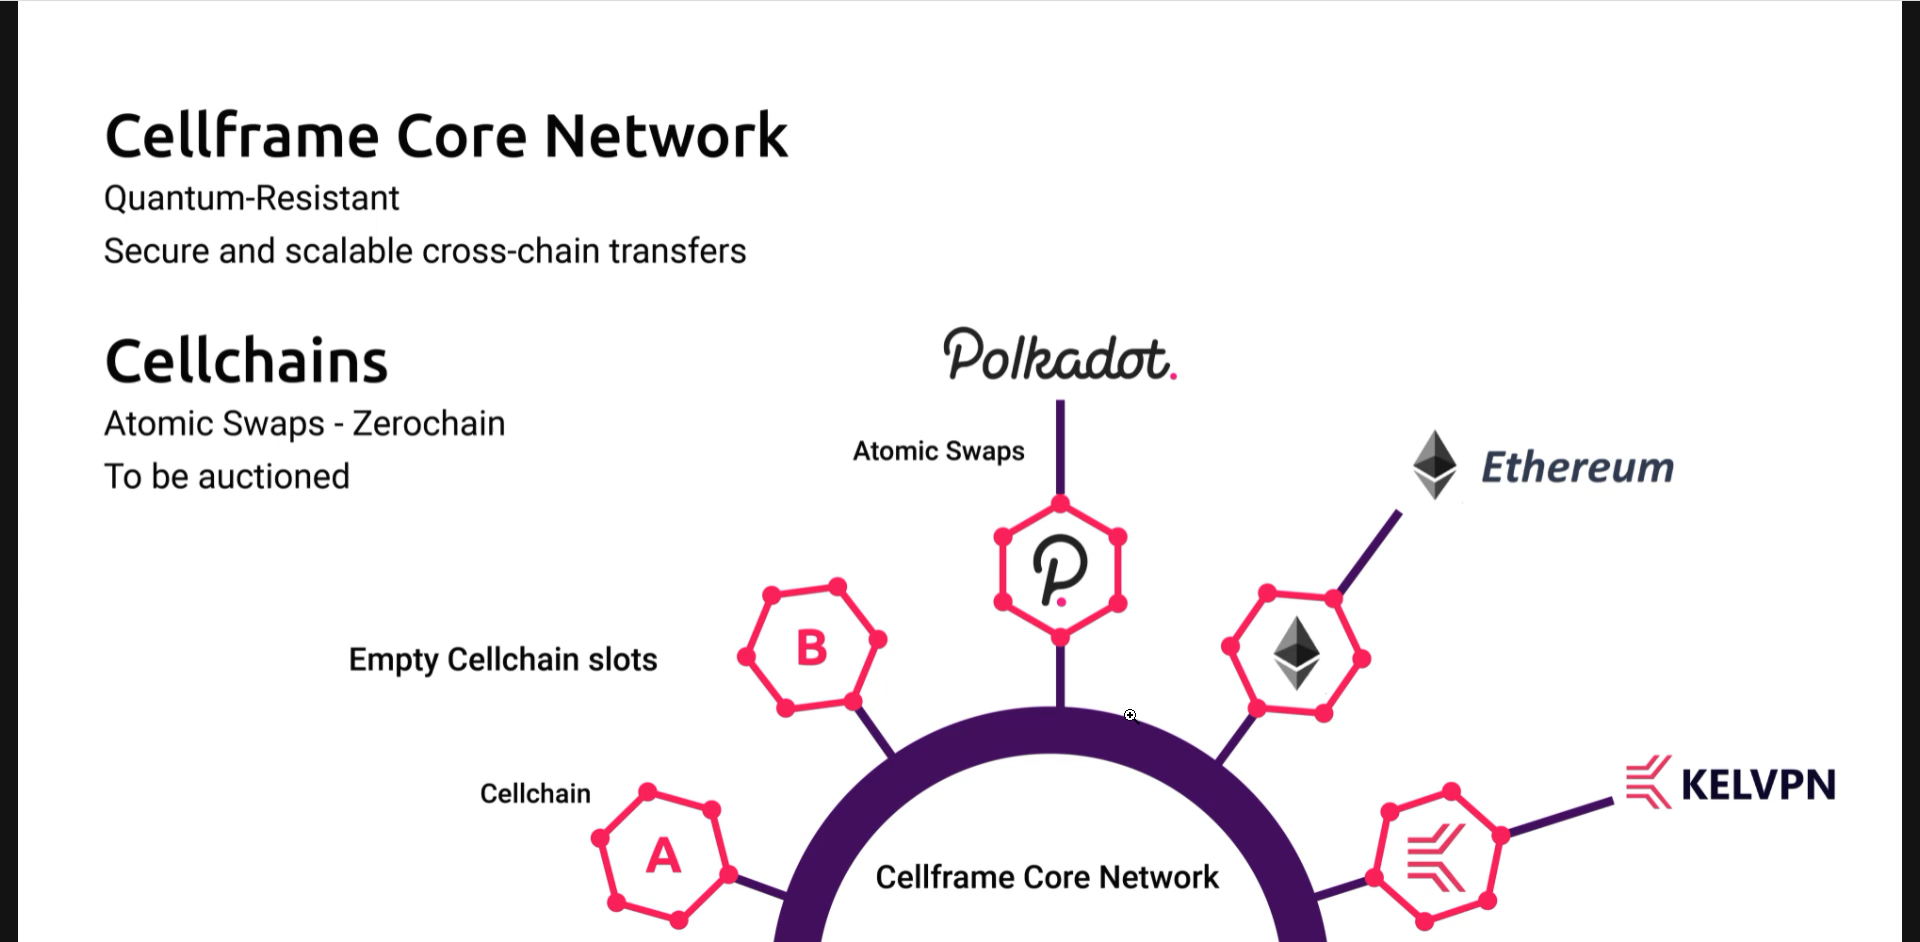 Cellframe Core Network
Quantum-Resistant
Secure and scalable cross-chain transfers
Cellchains
Atomic Swaps - Zerochain
To be auctioned
Polkadot.
Atomic Swaps
Ethereum
P
B
Empty Cellchain slots
KELVPN
Cellchain
A
Cellframe Core Network